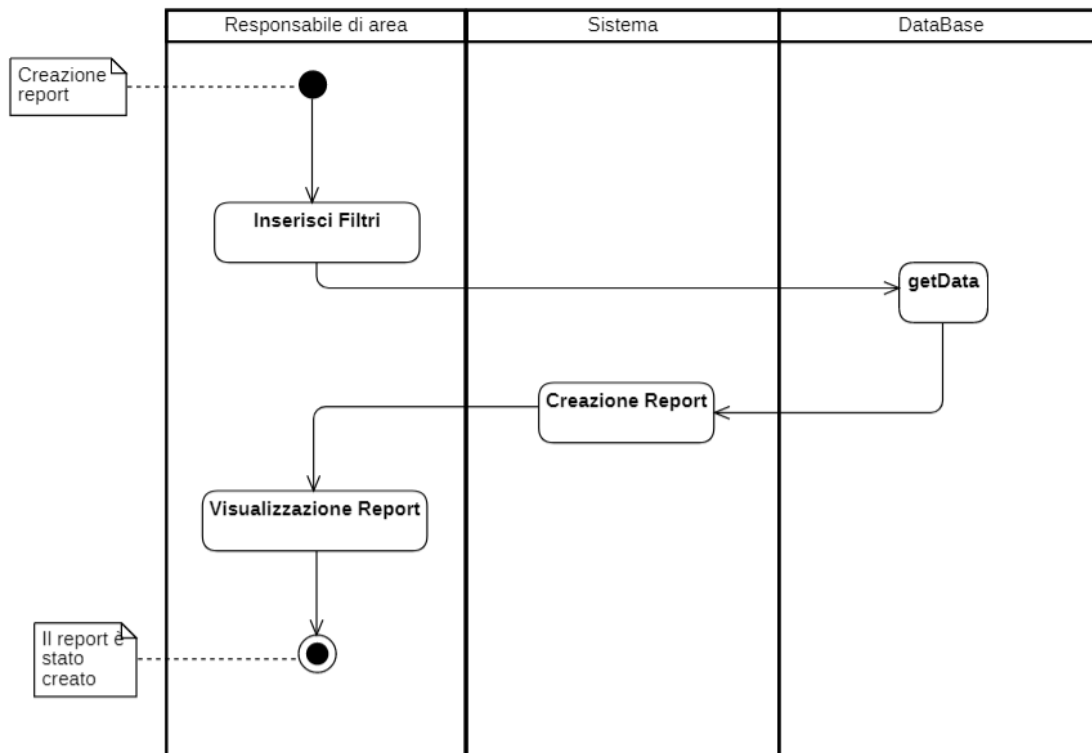 Responsabile di area
Sistema
DataBase
Creazione
report
Inserisci Filtri
getData
Creazione Report
Visualizzazione Report
Il report è
stato
creato